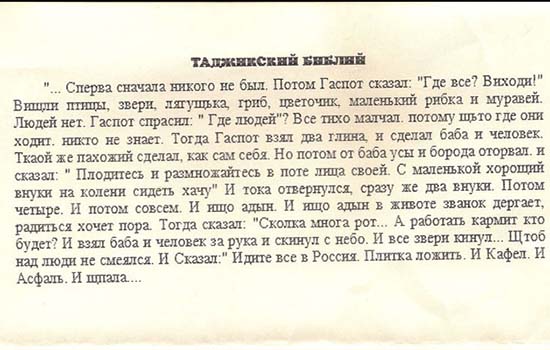 ТАДЖИКСКИЙ БИБЛИЙ
"... Сперва сначала никого не был. Потом Гаспот сказал: "Где все? Виходи!"
Вищли птицы, звери, лягущька, гриб, цветочик, маленький рибка и муравей.
Людей нет. Гаспот спрасил: " Где людей"? Все тихо малчал. потому щьто где они
ходит. никто не знает. Тогда Гаспот взял два глина, и сделал баба и человек.
Ткаой же пахожий сделал, как сам себя. Но потом от баба усы и борода оторвал. и
сказал: " Плодитесь и размножайтесь в поте лица своей. С маленькой хорощий
внуки на колени сидеть хачу" И тока отвернулся, сразу же два внуки. Потом
четыре. И потом совсем. И ищо адын. И ищо адын в животе званок дергает,
радиться хочет пора. Тогда сказал: "Сколка многа рот... А работать кармит кто
будет? И взял баба и человек за рука и скинул с небо. И все звери кинул... Щтоб
над люди не смеялся. И Сказал:" Идите все в Россия. Плитка ложить. И Кафел. И
Асфаль. И щпала....